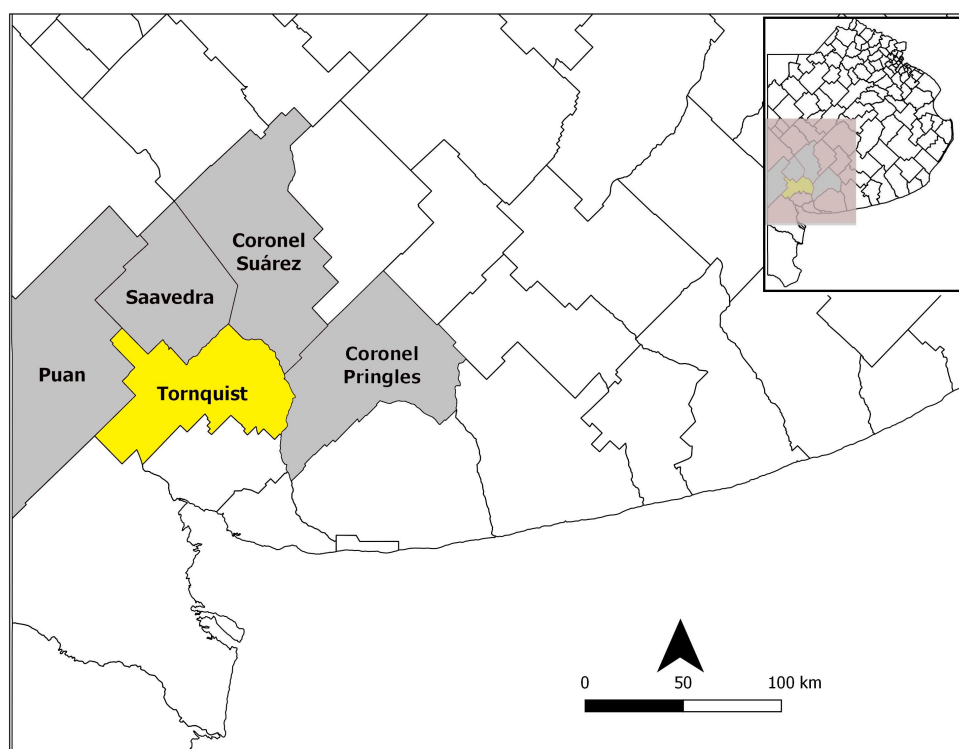 Coronel
Suárez
Saavedra
Coronel
Pringles
Puan
Tornquist
0 50 100 km